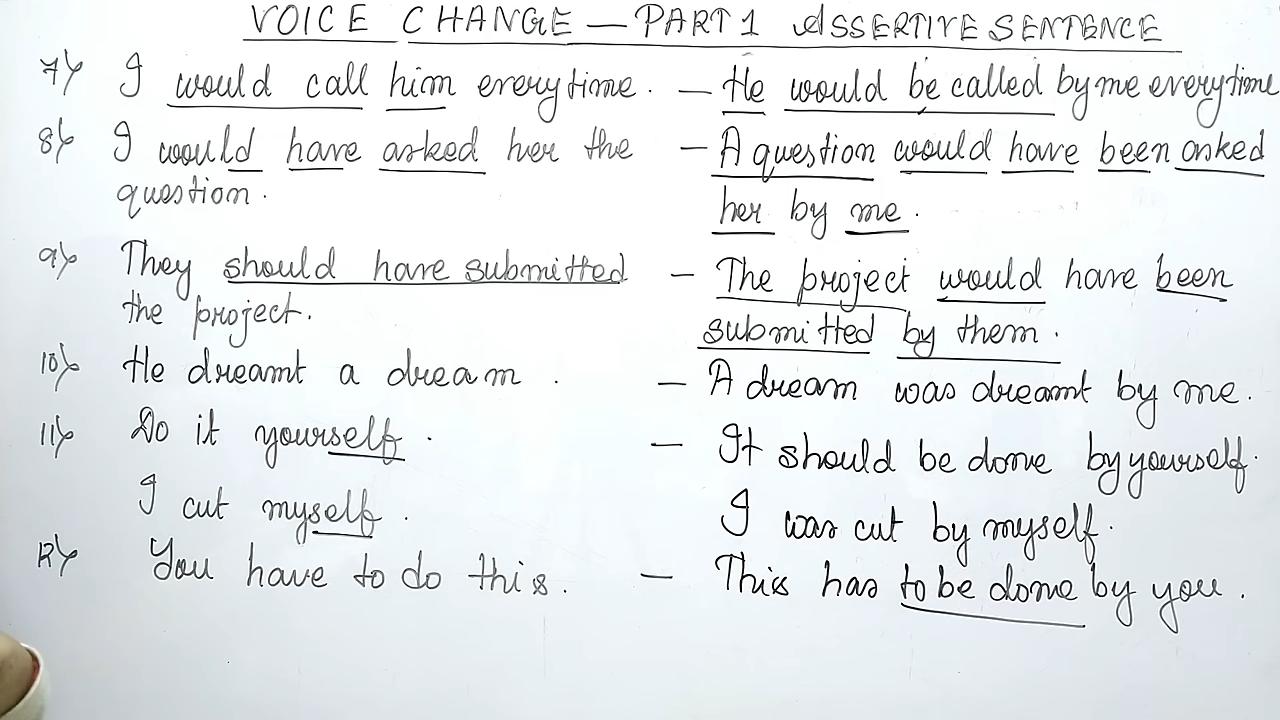 VOICE CHANGE — PART 1 ASSERTIVE SENTENCE
7) I would call him everytime. — He would be called by me everytime
8) I would have asked her the — A question would have been asked
question. her by me.
9) They should have submitted — The project would have been
the project. submitted by them.
10) He dreamt a dream. — A dream was dreamt by me.
11) Do it yourself. — It should be done by yourself.
I cut myself. I was cut by myself.
12) You have to do this. — This has to be done by you.